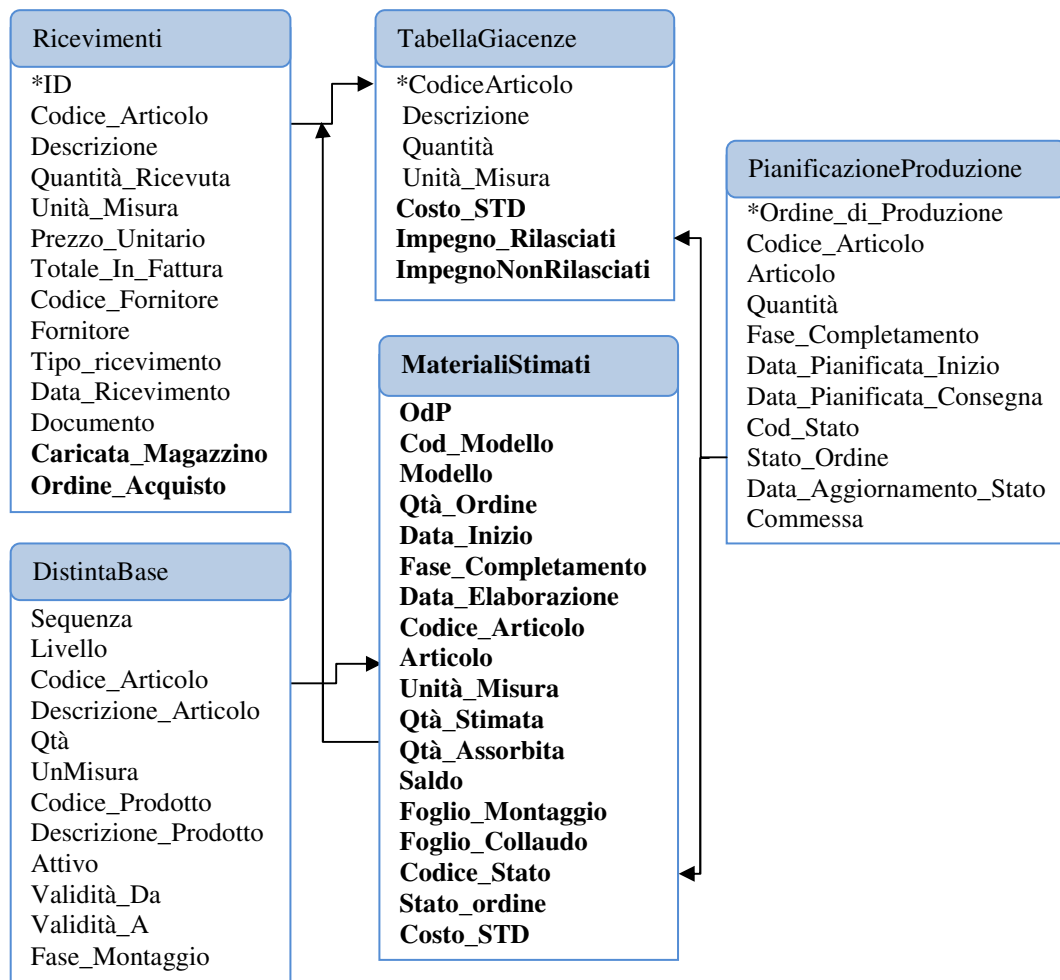 Ricevimenti
*ID
Codice_Articolo
Descrizione
Quantità_Ricevuta
Unità_Misura
Prezzo_Unitario
Totale_In_Fattura
Codice_Fornitore
Fornitore
Tipo_ricevimento
Data_Ricevimento
Documento
Caricata_Magazzino
Ordine_Acquisto
TabellaGiacenze
*CodiceArticolo
Descrizione
Quantità
Unità_Misura
Costo_STD
Impegno_Rilasciati
ImpegnoNonRilasciati
PianificazioneProduzione
*Ordine_di_Produzione
Codice_Articolo
Articolo
Quantità
Fase_Completamento
Data_Pianificata_Inizio
Data_Pianificata_Consegna
Cod_Stato
Stato_Ordine
Data_Aggiornamento_Stato
Commessa
MaterialiStimati
OdP
Cod_Modello
Modello
Qtà_Ordine
Data_Inizio
Fase_Completamento
Data_Elaborazione
Codice_Articolo
Articolo
Unità_Misura
Qtà_Stimata
Qtà_Assorbita
Saldo
Foglio_Montaggio
Foglio_Collaudo
Codice_Stato
Stato_ordine
Costo_STD
DistintaBase
Sequenza
Livello
Codice_Articolo
Descrizione_Articolo
Qtà
UnMisura
Codice_Prodotto
Descrizione_Prodotto
Attivo
Validità_Da
Validità_A
Fase_Montaggio